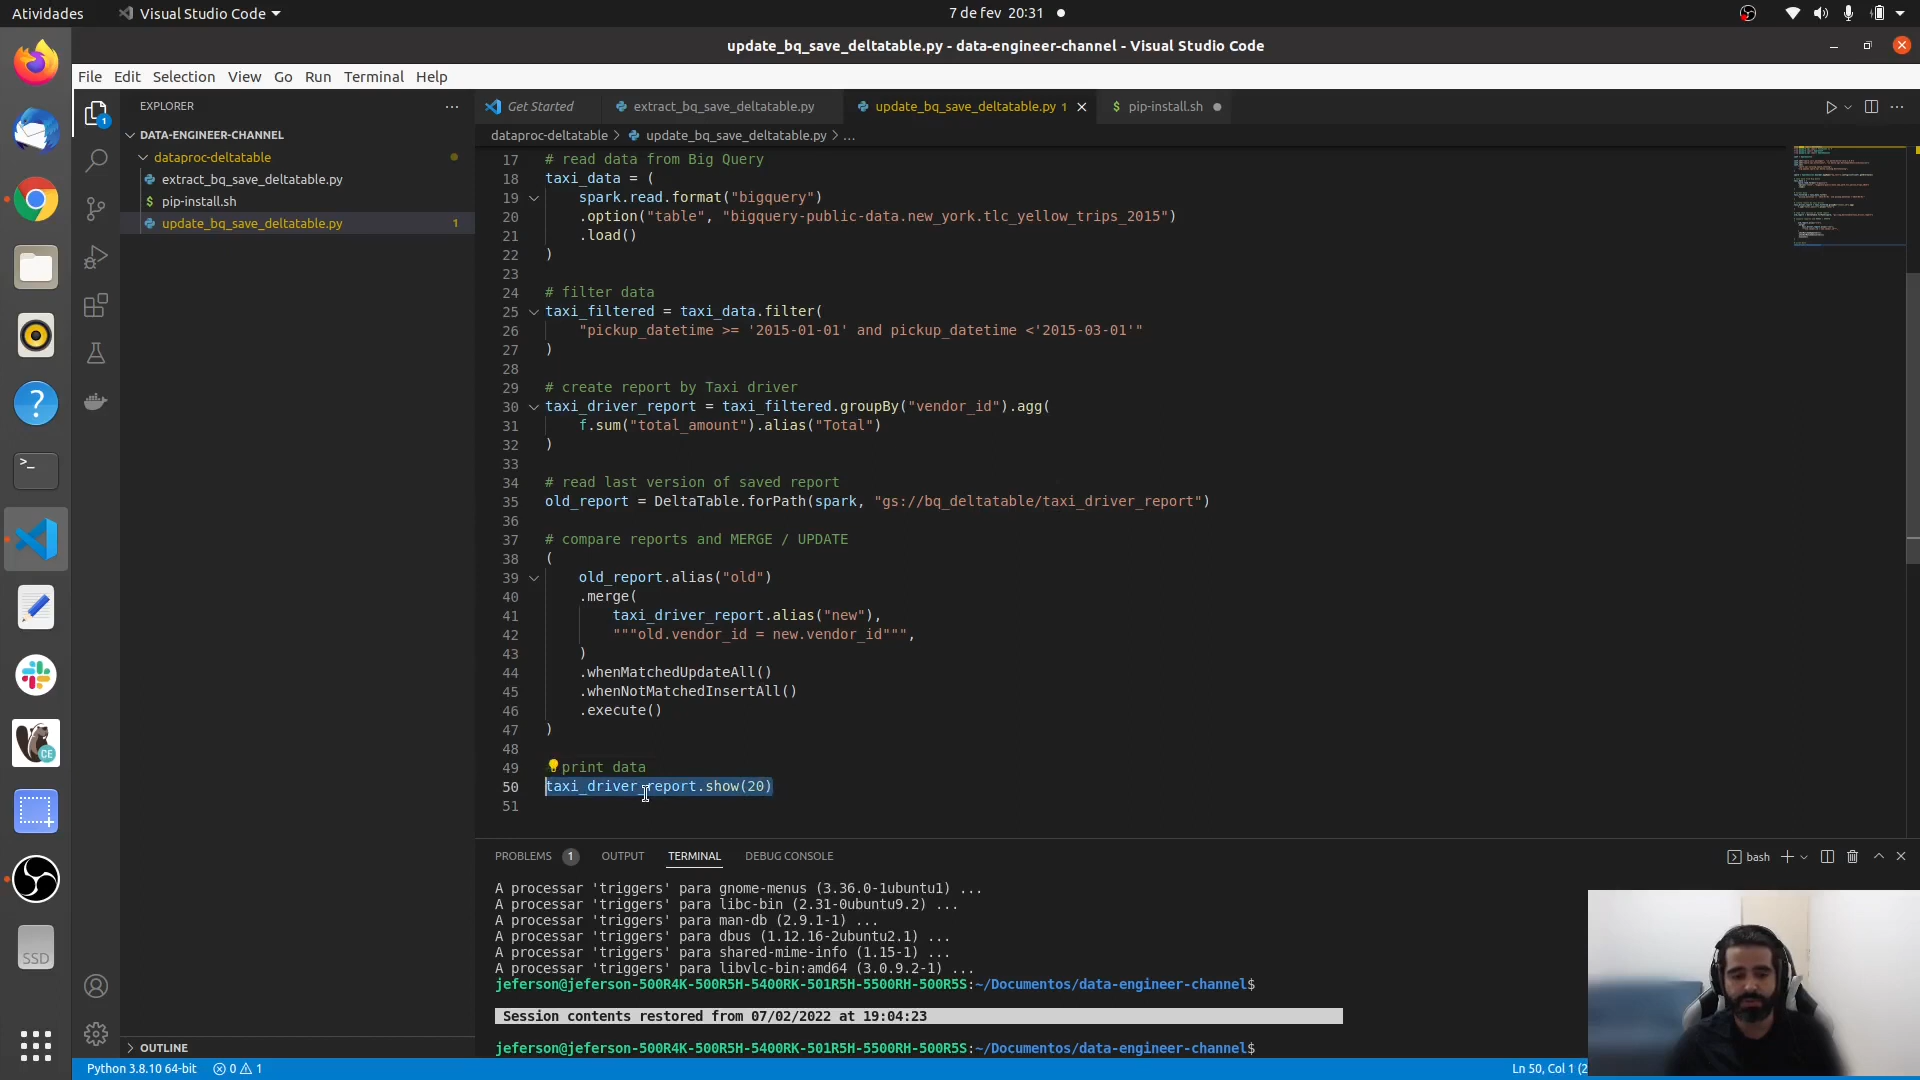 Atividades
Visual Studio Code
7 de fev 20:31
update_bq_save_deltatable.py - data-engineer-channel - Visual Studio Code
File Edit Selection View Go Run Terminal Help
EXPLORER
Get Started
extract_bq_save_deltatable.py
update_bq_save_deltatable.py 1
pip-install.sh
dataproc-deltatable > update_bq_save_deltatable.py > ...
DATA-ENGINEER-CHANNEL
dataproc-deltatable
extract_bq_save_deltatable.py
$ pip-install.sh
update_bq_save_deltatable.py 1
1
17 # read data from Big Query
18 taxi_data = (
19 spark.read.format("bigquery")
20 .option("table", "bigquery-public-data.new_york.tlc_yellow_trips_2015")
21 .load()
22 )
23
24 # filter data
25 taxi_filtered = taxi_data.filter(
26 "pickup_datetime >= '2015-01-01' and pickup_datetime <'2015-03-01'"
27 )
28
29 # create report by Taxi driver
30 taxi_driver_report = taxi_filtered.groupBy("vendor_id").agg(
31 f.sum("total_amount").alias("Total")
32 )
33
34 # read last version of saved report
35 old_report = DeltaTable.forPath(spark, "gs://bq_deltatable/taxi_driver_report")
36
37 # compare reports and MERGE / UPDATE
38 (
39 old_report.alias("old")
40 .merge(
41 taxi_driver_report.alias("new"),
42 """old.vendor_id = new.vendor_id""",
43 )
44 .whenMatchedUpdateAll()
45 .whenNotMatchedInsertAll()
46 .execute()
47 )
48
49 print data
50 taxi_driver_report.show(20)
51
PROBLEMS 1 OUTPUT TERMINAL DEBUG CONSOLE
bash
A processar 'triggers' para gnome-menus (3.36.0-1ubuntu1) ...
A processar 'triggers' para libc-bin (2.31-0ubuntu9.2) ...
A processar 'triggers' para man-db (2.9.1-1) ...
A processar 'triggers' para dbus (1.12.16-2ubuntu2.1) ...
A processar 'triggers' para shared-mime-info (1.15-1) ...
A processar 'triggers' para libvlc-bin:amd64 (3.0.9.2-1) ...
jeferson@jeferson-500R4K-500R5H-5400RK-501R5H-5500RH-500R5S:~/Documentos/data-engineer-channel$
Session contents restored from 07/02/2022 at 19:04:23
jeferson@jeferson-500R4K-500R5H-5400RK-501R5H-5500RH-500R5S:~/Documentos/data-engineer-channel$
OUTLINE
CE
SSD
Python 3.8.10 64-bit
0 1
Ln 50, Col 1 (2